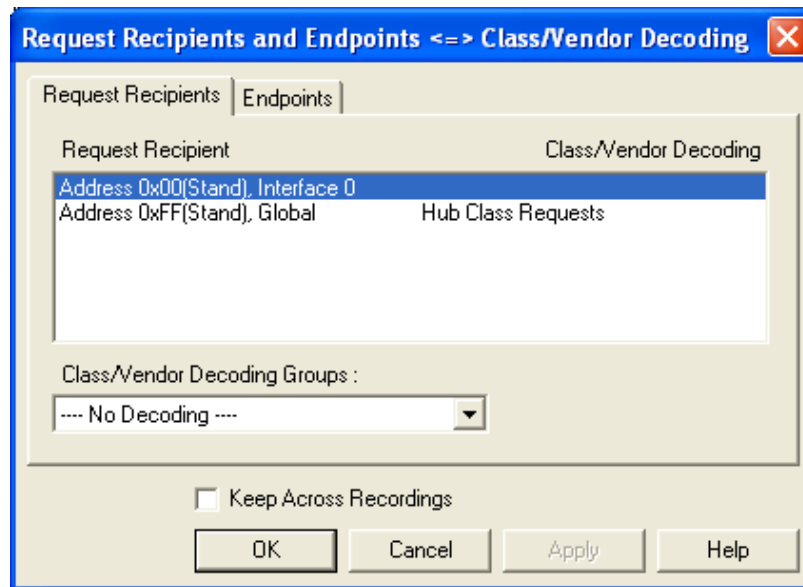 Request Recipients and Endpoints <=> Class/Vendor Decoding
Request Recipients Endpoints
Request Recipient Class/Vendor Decoding
Address 0x00(Stand), Interface 0
Address 0xFF(Stand), Global Hub Class Requests
Class/Vendor Decoding Groups :
---- No Decoding ----
Keep Across Recordings
OK Cancel Apply Help